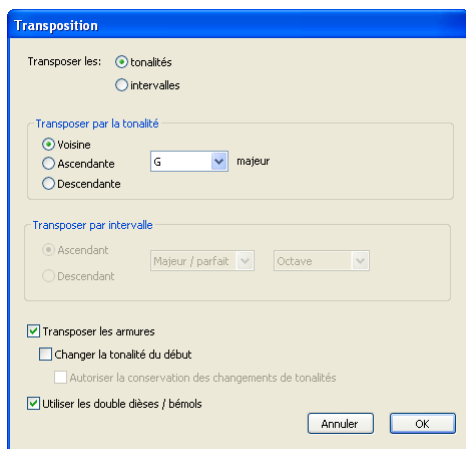 Transposition
Transposer les: tonalités
intervalles
Transposer par la tonalité
Voisine
Ascendante G majeur
Descendante
Transposer par intervalle
Ascendant
Majeur / parfait Octave
Descendant
Transposer les armures
Changer la tonalité du début
Autoriser la conservation des changements de tonalités
Utiliser les double dièses / bémols
Annuler OK